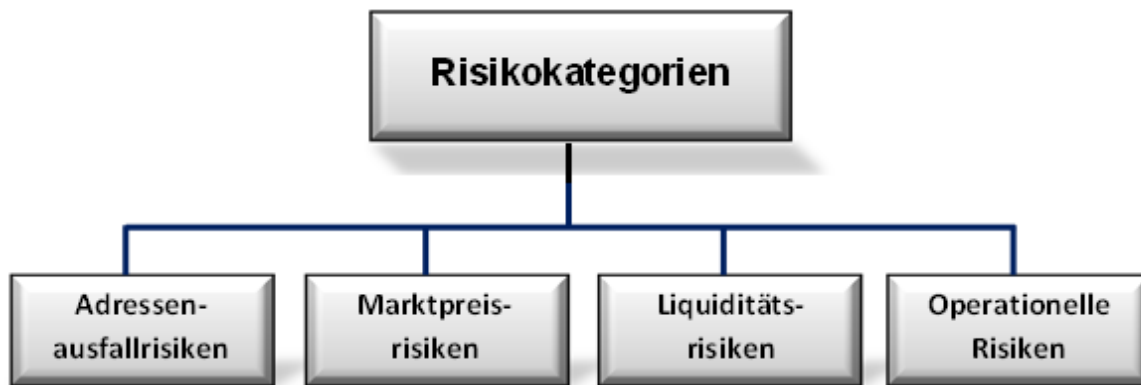 Risikokategorien
Adressen-
ausfallrisiken
Marktpreis-
risiken
Liquiditäts-
risiken
Operationelle
Risiken